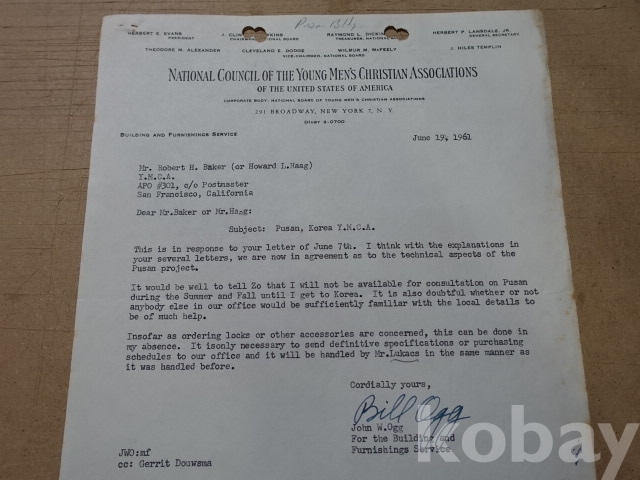 Pusan Bldg
HERBERT E. EVANS
PRESIDENT
CHAIRMAN, NATIONAL BOARD
RAYMOND L.
TREASURER, NATIONAL BOARD
HERBERT P. LANSDALE, JR.
GENERAL SECRETARY
THEODORE M. ALEXANDER
CLEVELAND E. DODGE
WILBUR M. McFEELY
J. HILES TEMPLIN
VICE-CHAIRMEN, NATIONAL BOARD
NATIONAL COUNCIL OF THE YOUNG MEN'S CHRISTIAN ASSOCIATIONS
OF THE UNITED STATES OF AMERICA
CORPORATE BODY: NATIONAL BOARD OF YOUNG MEN'S CHRISTIAN ASSOCIATIONS
291 BROADWAY, NEW YORK 7, N. Y.
DIGBY 9-0700
BUILDING AND FURNISHINGS SERVICE
June 19, 1961
Mr. Robert H. Baker (or Howard L.Haag)
Y.M.C.A.
APO #301, c/o Postmaster
San Francisco, California
Dear Mr.Baker or Mr.Haag:
Subject: Pusan, Korea Y.M.C.A.
This is in response to your letter of June 7th. I think with the explanations in
your several letters, we are now in agreement as to the technical aspects of the
Pusan project.
It would be well to tell Zo that I will not be available for consultation on Pusan
during the Summer and Fall until I get to Korea. It is also doubtful whether or not
anybody else in our office would be sufficiently familiar with the local details to
be of much help.
Insofar as ordering locks or other accessories are concerned, this can be done in
my absence. It isonly necessary to send definitive specifications or purchasing
schedules to our office and it will be handled by Mr.Lukacs in the same manner as
it was handled before.
Cordially yours,
Bill Ogg
John W.Ogg
For the Building and
Furnishings Service
JWO:mf
cc: Gerrit Douwsma
Kobay